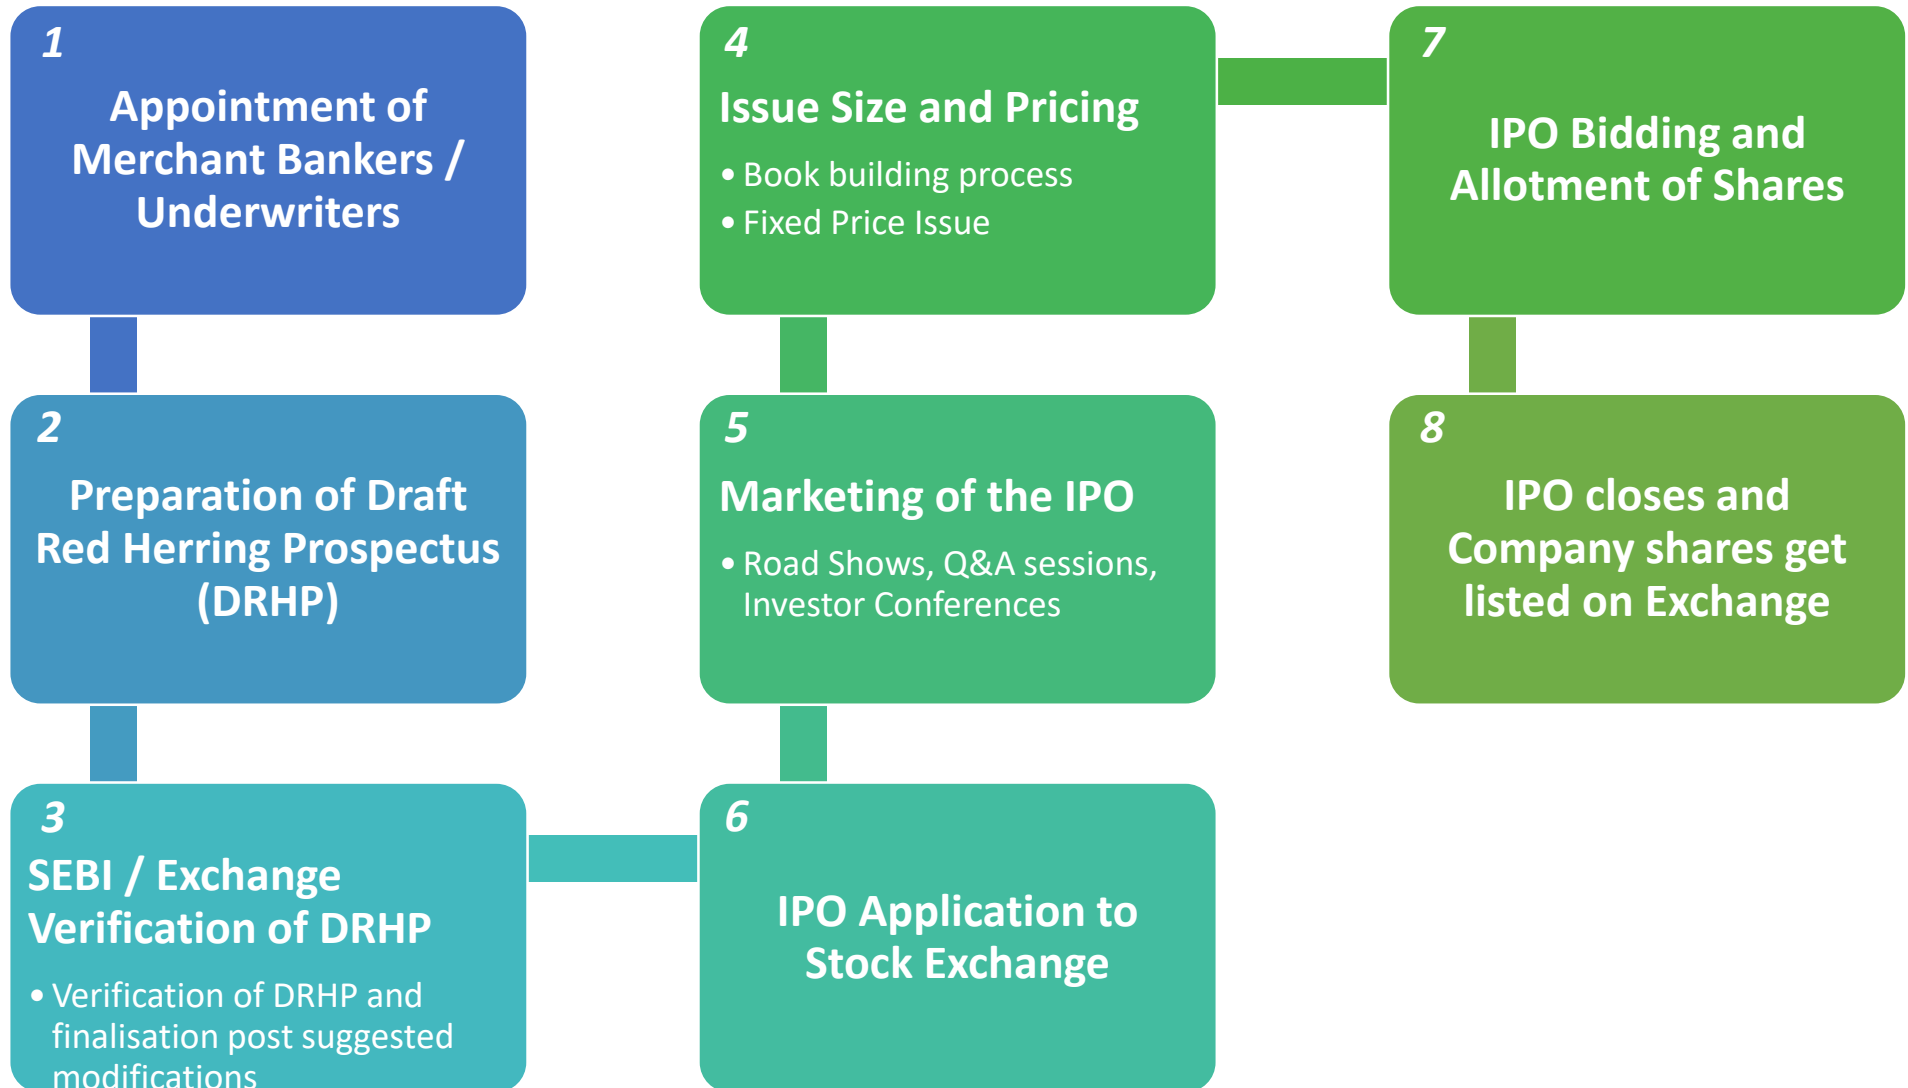 1
Appointment of
Merchant Bankers /
Underwriters
2
Preparation of Draft
Red Herring Prospectus
(DRHP)
3
SEBI / Exchange
Verification of DRHP
• Verification of DRHP and
finalisation post suggested
modifications
4
Issue Size and Pricing
• Book building process
• Fixed Price Issue
5
Marketing of the IPO
• Road Shows, Q&A sessions,
Investor Conferences
6
IPO Application to
Stock Exchange
7
IPO Bidding and
Allotment of Shares
8
IPO closes and
Company shares get
listed on Exchange